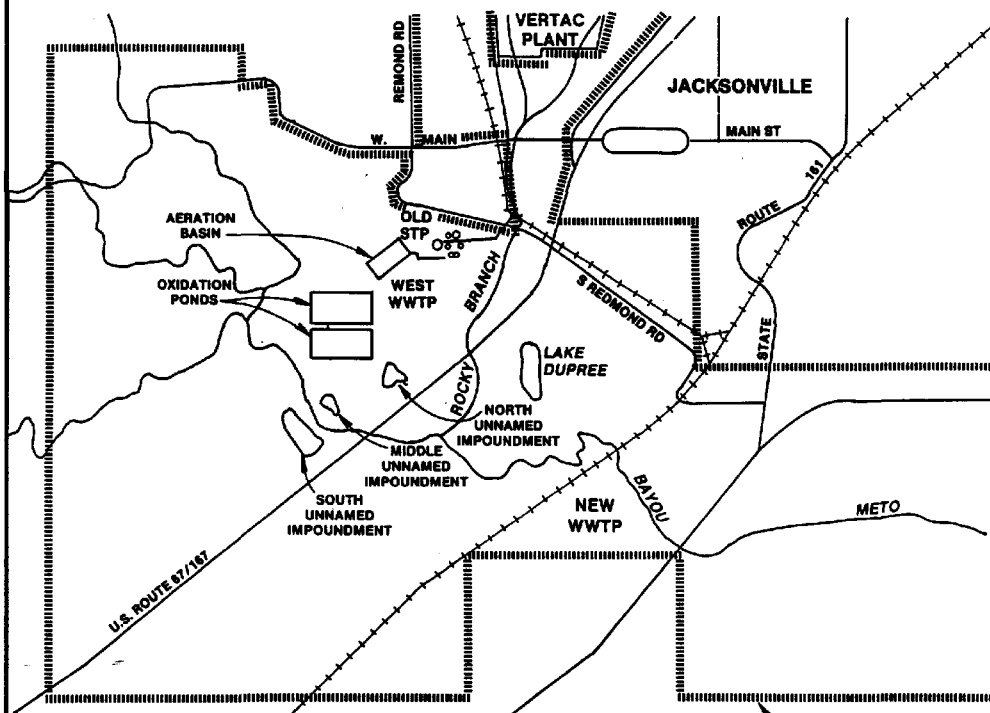 VERTAC
PLANT
REMOND RD
JACKSONVILLE
W. MAIN
MAIN ST
ROUTE 161
AERATION
BASIN
OLD
STP
OXIDATION
PONDS
WEST
WWTP
BRANCH
S REDMOND RD
STATE
LAKE
DUPREE
ROCKY
NORTH
UNNAMED
IMPOUNDMENT
MIDDLE
UNNAMED
IMPOUNDMENT
SOUTH
UNNAMED
IMPOUNDMENT
NEW
WWTP
BAYOU
METO
U.S. ROUTE 67/167